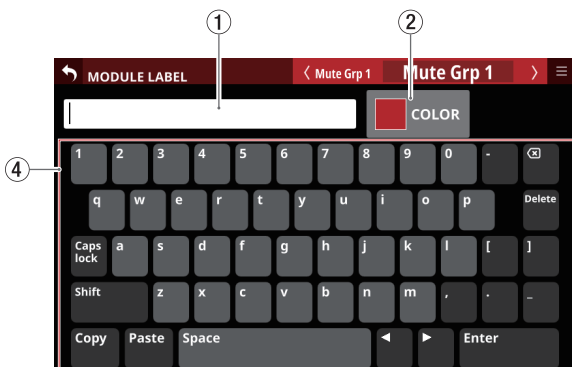 ① ②
MODULE LABEL < Mute Grp 1 Mute Grp 1 >
COLOR
④
1 2 3 4 5 6 7 8 9 0 -
q w e r t y u i o p Delete
Caps lock a s d f g h j k l [ ]
Shift z x c v b n m , . _
Copy Paste Space ◀ ▶ Enter